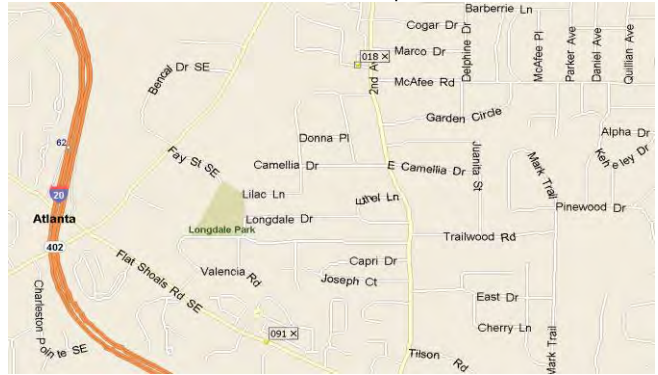 Barberrie Ln
Cogar Dr
Delphine Dr
McAfee Pl
Parker Ave
Daniel Ave
Quillian Ave
Marco Dr
018 ×
2nd A
McAfee Rd
Bencal Dr SE
Garden Circle
Alpha Dr
62
Donna Pl
Juanita St
Mark Trail
Fay St SE
Camellia Dr
E Camellia Dr
20
Lilac Ln
Ethel Ln
Pinewood Dr
Atlanta
Longdale Dr
Longdale Park
Trailwood Rd
402
Flat Shoals Rd SE
Capri Dr
Valencia Rd
Joseph Ct
Charleston Pointe SE
East Dr
Cherry Ln
091 ×
Tilson Rd
Mark Trail